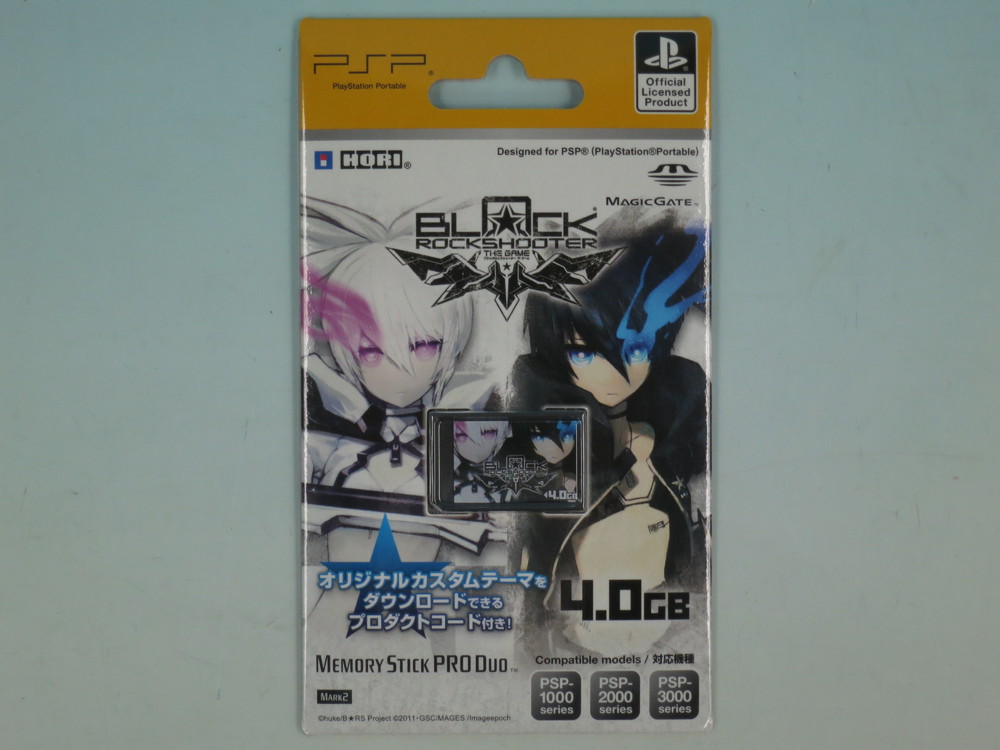 PSP®
PlayStation Portable
Official
Licensed
Product
HORI®
Designed for PSP® (PlayStation®Portable)
MAGICGATE™
BLACK®
ROCKSHOOTER
THE GAME
BLACK
4.0GB
オリジナルカスタムテーマを
ダウンロードできる
プロダクトコード付き!
4.0GB
MEMORY STICK PRO DUO™
MARK2
Compatible models / 対応機種
PSP-
1000
series
PSP-
2000
series
PSP-
3000
series
©huke/B★RS Project ©2011・GSC/MAGES /Imageepoch